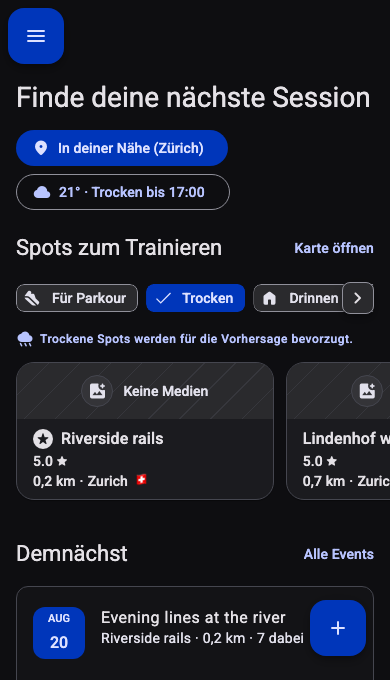 Finde deine nächste Session
In deiner Nähe (Zürich)
21° · Trocken bis 17:00
Spots zum Trainieren
Karte öffnen
Für Parkour
Trocken
Drinnen
Trockene Spots werden für die Vorhersage bevorzugt.
Keine Medien
Riverside rails
5.0
0,2 km · Zurich
Lindenhof
5.0
0,7 km ·
Demnächst
Alle Events
AUG
20
Evening lines at the river
Riverside rails · 0,2 km · 7 dabei